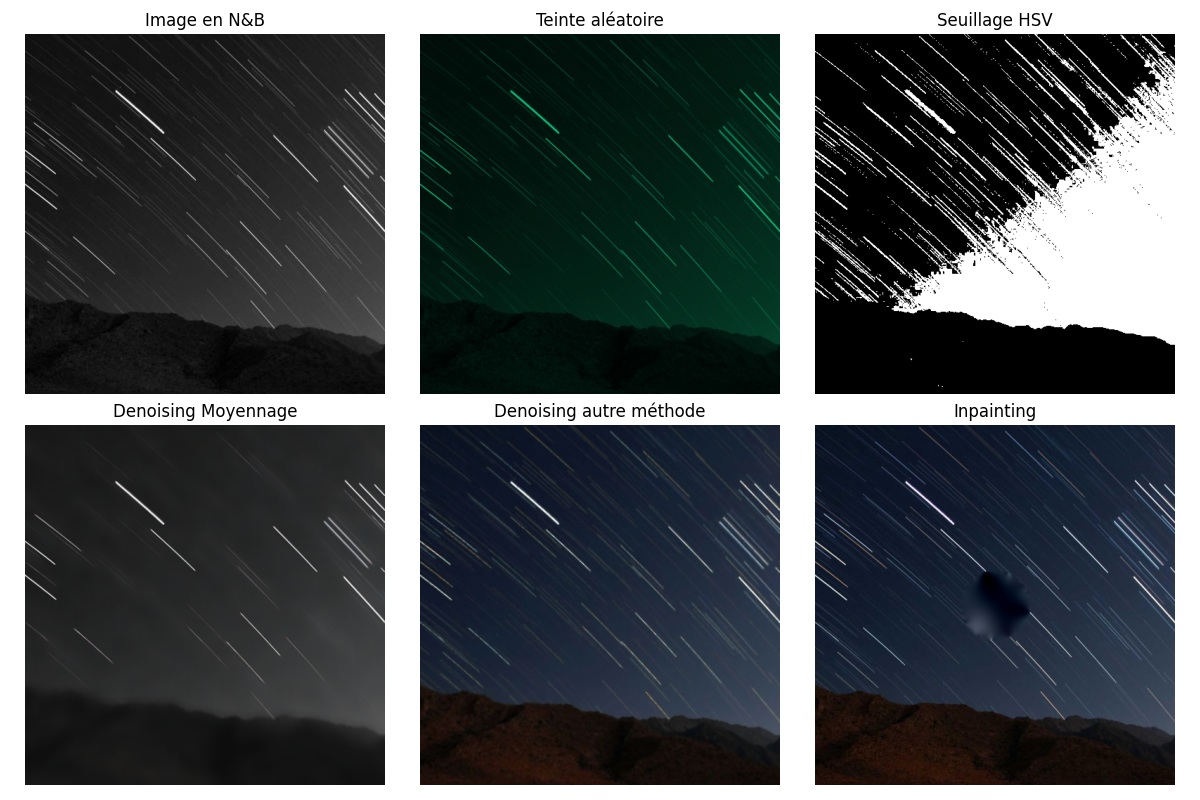 Image en N&B
Teinte aléatoire
Seuillage HSV
Denoising Moyennage
Denoising autre méthode
Inpainting